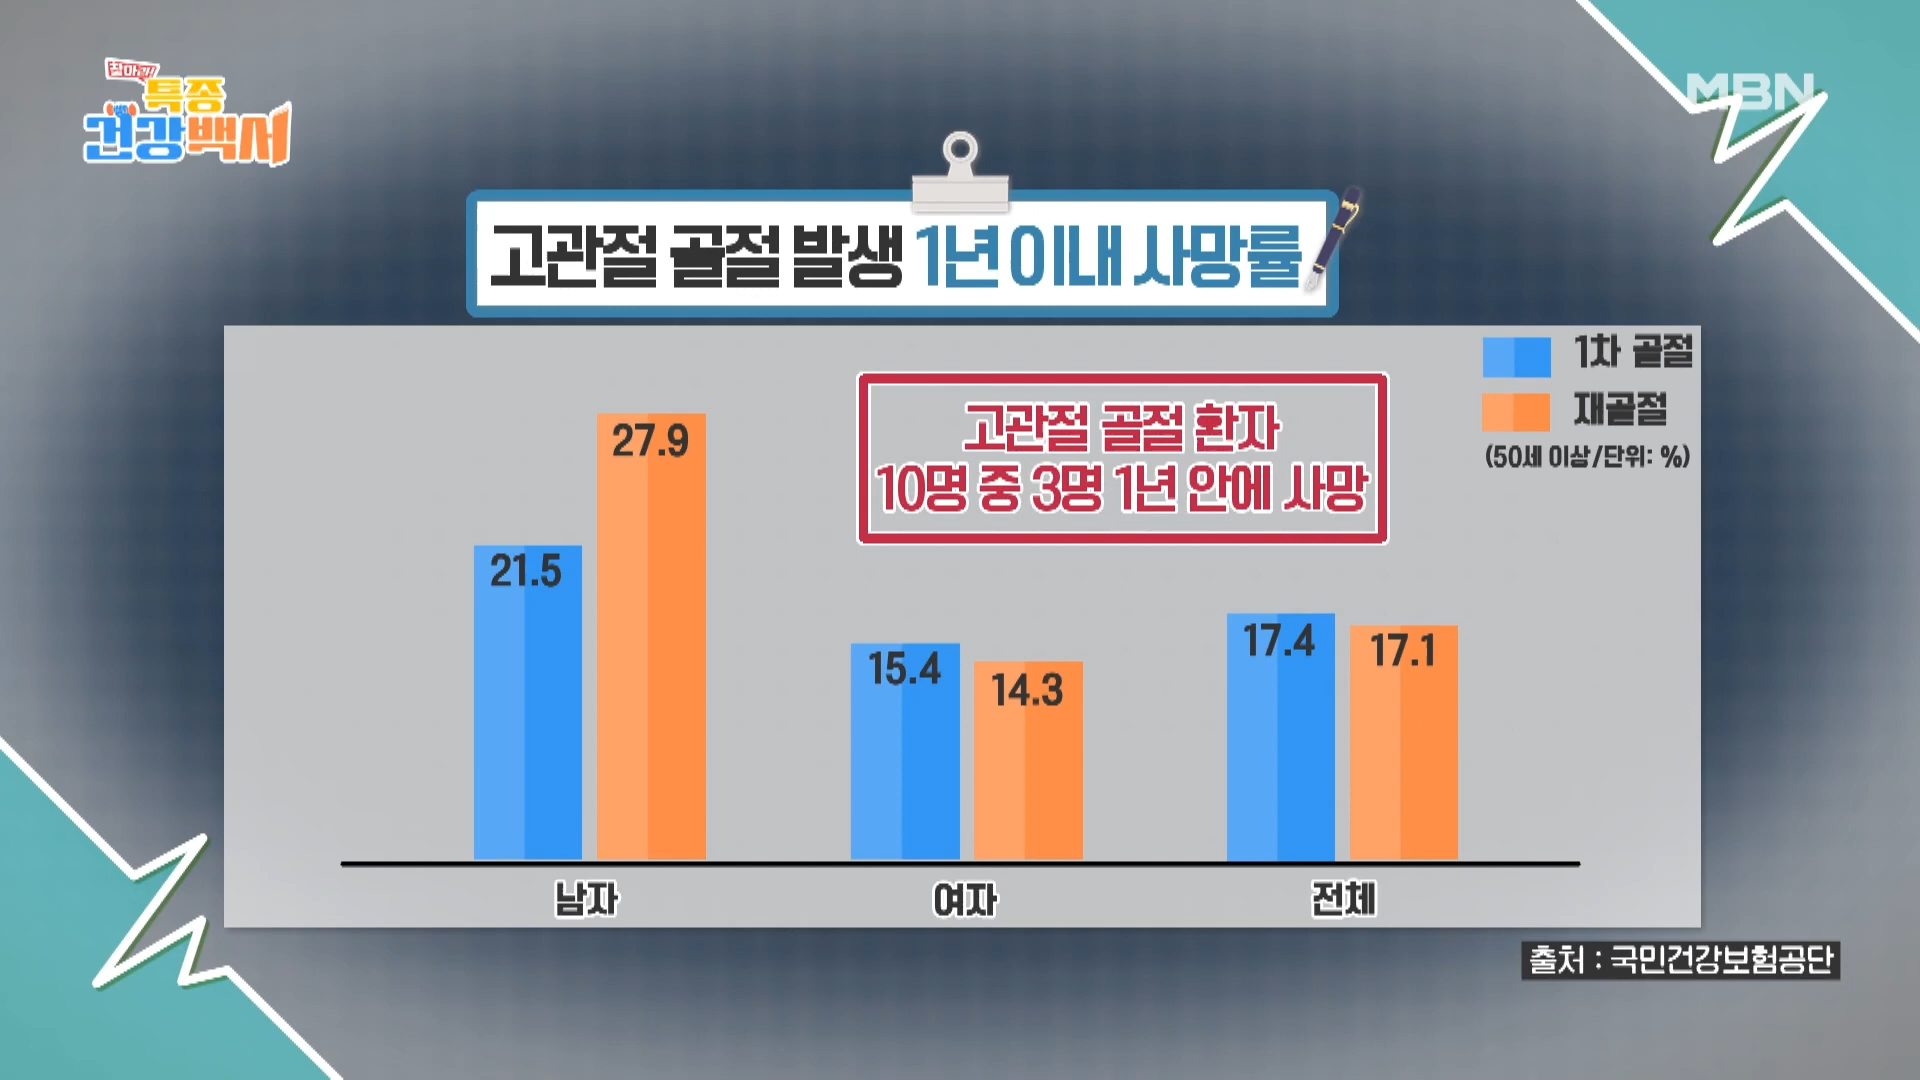 찾아라!
특종
건강백서
MBN
고관절 골절 발생 1년 이내 사망률
1차 골절
재골절
(50세 이상/단위: %)
고관절 골절 환자
10명 중 3명 1년 안에 사망
21.5
27.9
15.4
14.3
17.4
17.1
남자
여자
전체
출처 : 국민건강보험공단